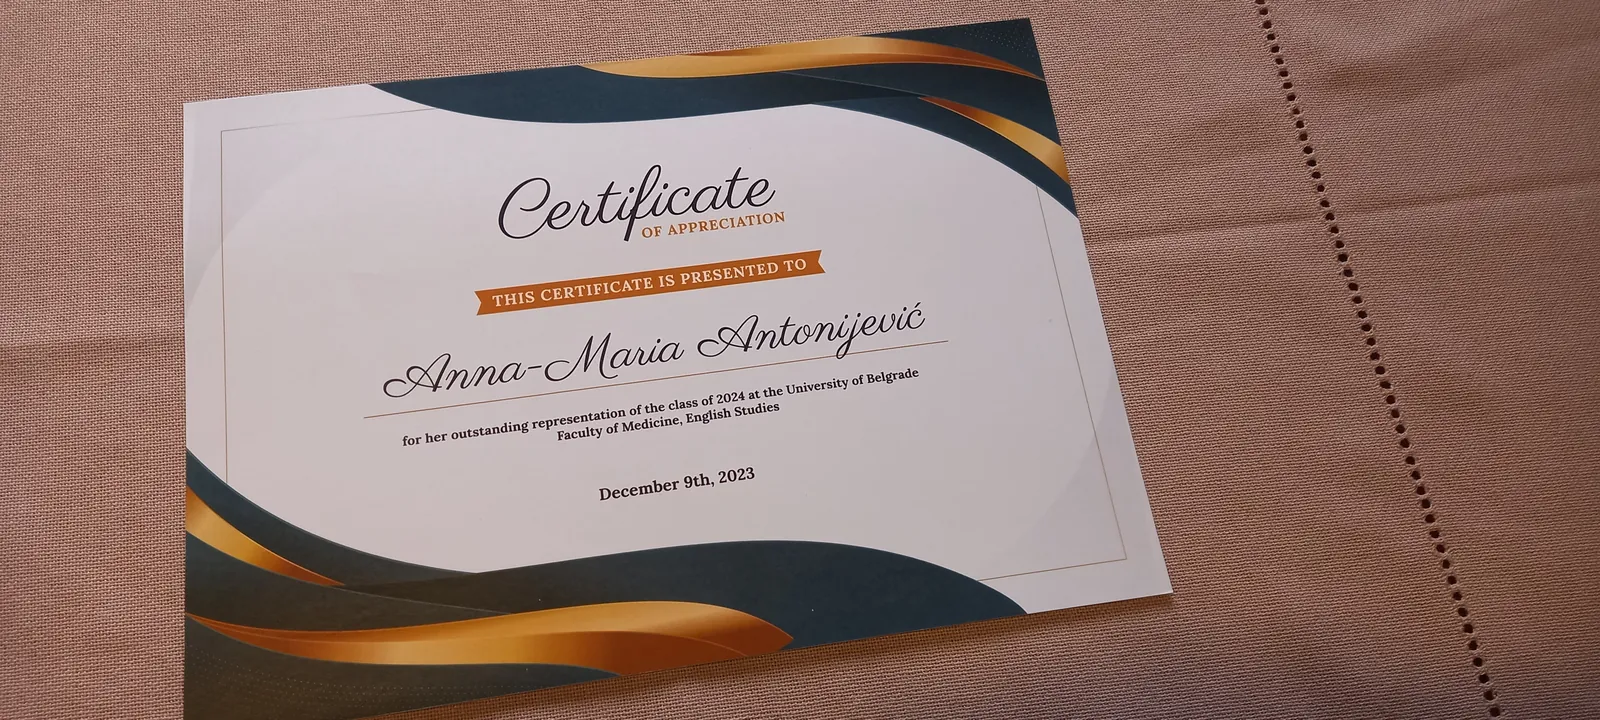 Certificate
OF APPRECIATION
THIS CERTIFICATE IS PRESENTED TO
Anna-Maria Antonijević
for her outstanding representation of the class of 2024 at the University of Belgrade
Faculty of Medicine, English Studies
December 9th, 2023